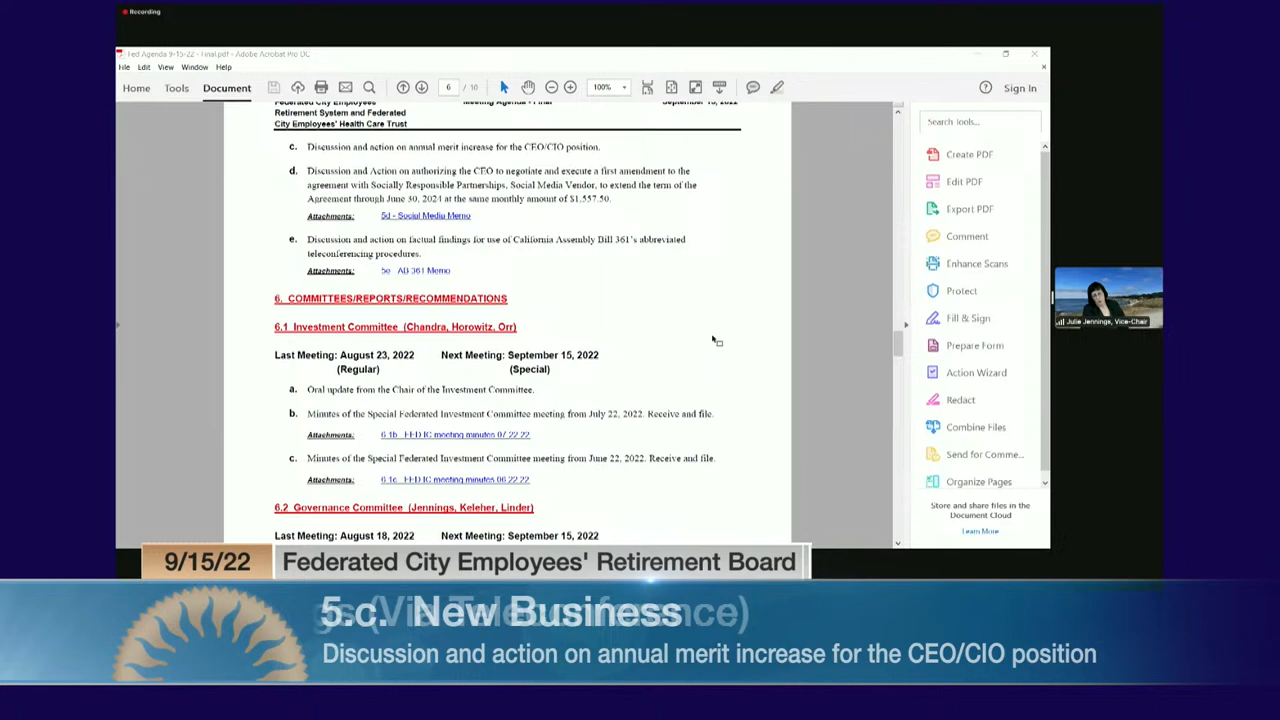 Recording
Fed Agenda 9-15-22 - Final.pdf - Adobe Acrobat Pro DC
File Edit View Window Help
Home Tools Document 6 / 10 100% Sign In
Federated City Employees' Meeting Agenda - Final September 15, 2022
Retirement System and Federated
City Employees' Health Care Trust
c. Discussion and action on annual merit increase for the CEO/CIO position.
d. Discussion and Action on authorizing the CEO to negotiate and execute a first amendment to the
agreement with Socially Responsible Partnerships, Social Media Vendor, to extend the term of the
Agreement through June 30, 2024 at the same monthly amount of $1,557.50.
Attachments: 5d - Social Media Memo
e. Discussion and action on factual findings for use of California Assembly Bill 361's abbreviated
teleconferencing procedures.
Attachments: 5e AB 361 Memo
6. COMMITTEES/REPORTS/RECOMMENDATIONS
6.1 Investment Committee (Chandra, Horowitz, Orr)
Last Meeting: August 23, 2022 Next Meeting: September 15, 2022
(Regular) (Special)
a. Oral update from the Chair of the Investment Committee.
b. Minutes of the Special Federated Investment Committee meeting from July 22, 2022. Receive and file.
Attachments: 6.1b FED IC meeting minutes 07.22.22
c. Minutes of the Special Federated Investment Committee meeting from June 22, 2022. Receive and file.
Attachments: 6.1c FED IC meeting minutes 06.22.22
6.2 Governance Committee (Jennings, Keleher, Linder)
Last Meeting: August 18, 2022 Next Meeting: September 15, 2022
Search Tools...
Create PDF
Edit PDF
Export PDF
Comment
Enhance Scans
Protect
Fill & Sign
Prepare Form
Action Wizard
Redact
Combine Files
Send for Comme...
Organize Pages
Store and share files in the
Document Cloud
Learn More
Julie Jennings, Vice-Chair
9/15/22 Federated City Employees' Retirement Board
5.c. New Business
(Via Teleconference)
Discussion and action on annual merit increase for the CEO/CIO position